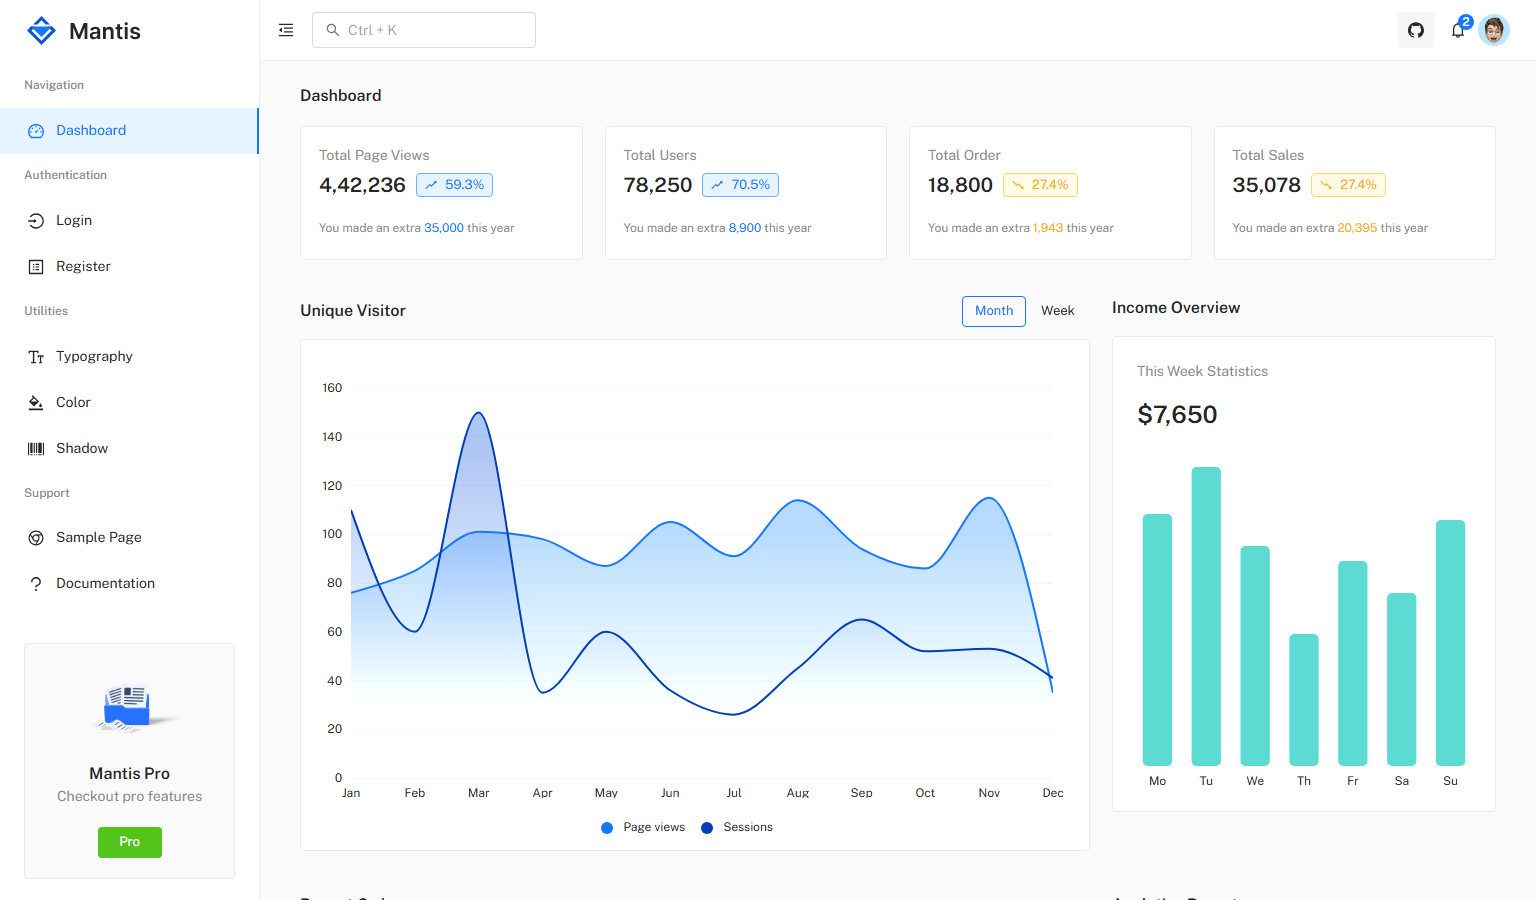 Mantis
Ctrl + K
2
Navigation
Dashboard
Authentication
Login
Register
Utilities
Typography
Color
Shadow
Support
Sample Page
Documentation
Mantis Pro
Checkout pro features
Pro
Dashboard
Total Page Views
4,42,236 59.3%
You made an extra 35,000 this year
Total Users
78,250 70.5%
You made an extra 8,900 this year
Total Order
18,800 27.4%
You made an extra 1,943 this year
Total Sales
35,078 27.4%
You made an extra 20,395 this year
Unique Visitor
Month Week
160
140
120
100
80
60
40
20
0
Jan Feb Mar Apr May Jun Jul Aug Sep Oct Nov Dec
Page views Sessions
Income Overview
This Week Statistics
$7,650
Mo Tu We Th Fr Sa Su